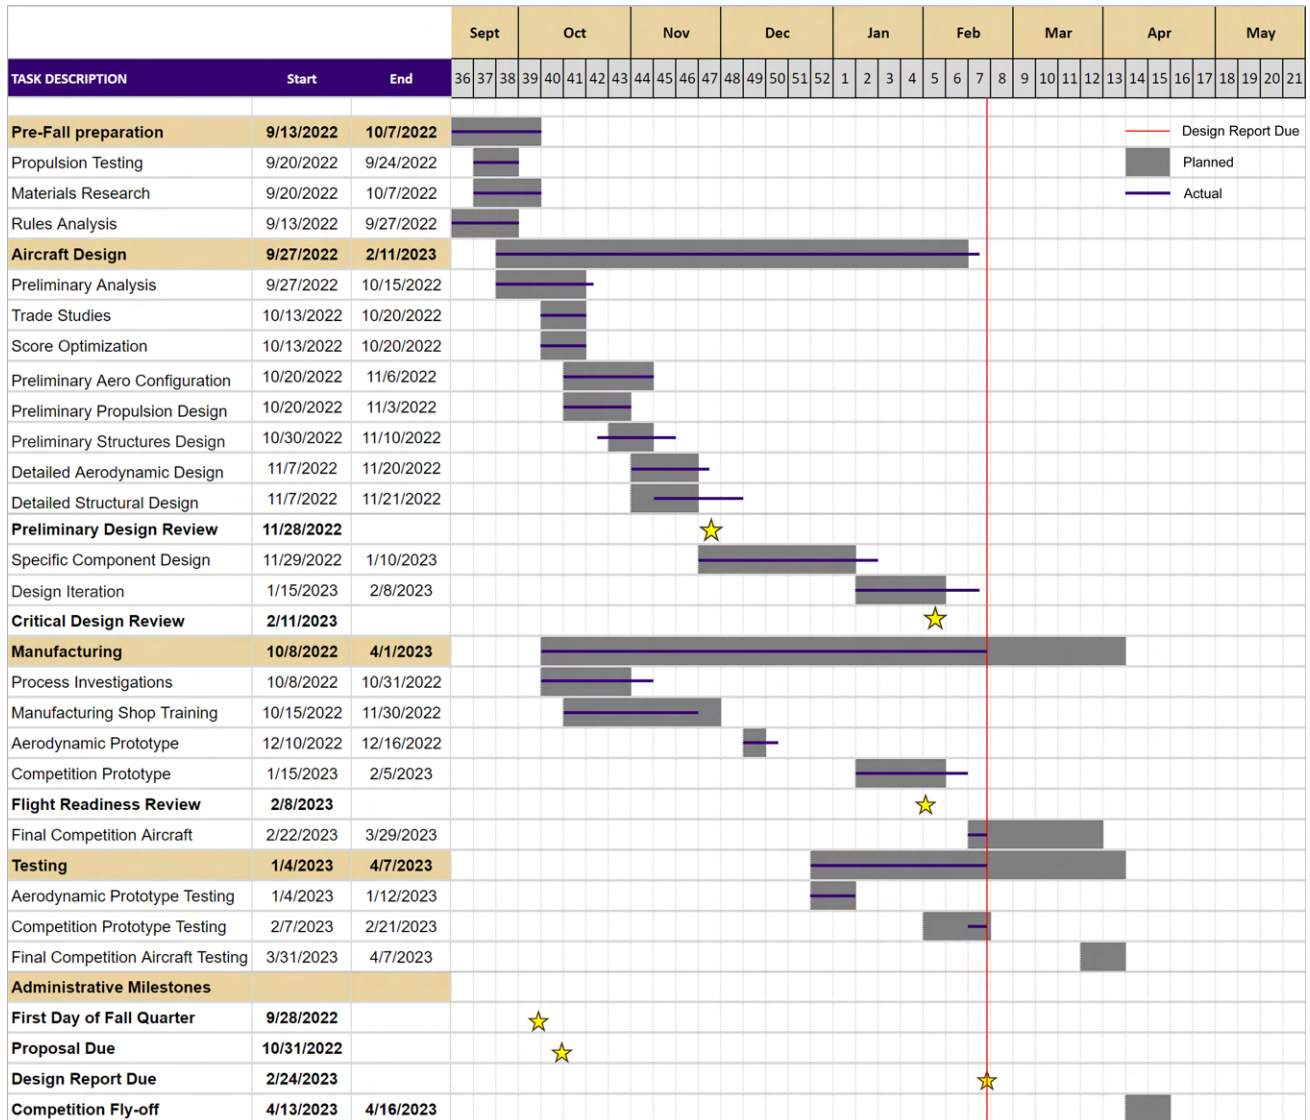 Sept Oct Nov Dec Jan Feb Mar Apr May
TASK DESCRIPTION Start End 36 37 38 39 40 41 42 43 44 45 46 47 48 49 50 51 52 1 2 3 4 5 6 7 8 9 10 11 12 13 14 15 16 17 18 19 20 21
Pre-Fall preparation 9/13/2022 10/7/2022 Design Report Due
Propulsion Testing 9/20/2022 9/24/2022 Planned
Materials Research 9/20/2022 10/7/2022 Actual
Rules Analysis 9/13/2022 9/27/2022
Aircraft Design 9/27/2022 2/11/2023
Preliminary Analysis 9/27/2022 10/15/2022
Trade Studies 10/13/2022 10/20/2022
Score Optimization 10/13/2022 10/20/2022
Preliminary Aero Configuration 10/20/2022 11/6/2022
Preliminary Propulsion Design 10/20/2022 11/3/2022
Preliminary Structures Design 10/30/2022 11/10/2022
Detailed Aerodynamic Design 11/7/2022 11/20/2022
Detailed Structural Design 11/7/2022 11/21/2022
Preliminary Design Review 11/28/2022
Specific Component Design 11/29/2022 1/10/2023
Design Iteration 1/15/2023 2/8/2023
Critical Design Review 2/11/2023
Manufacturing 10/8/2022 4/1/2023
Process Investigations 10/8/2022 10/31/2022
Manufacturing Shop Training 10/15/2022 11/30/2022
Aerodynamic Prototype 12/10/2022 12/16/2022
Competition Prototype 1/15/2023 2/5/2023
Flight Readiness Review 2/8/2023
Final Competition Aircraft 2/22/2023 3/29/2023
Testing 1/4/2023 4/7/2023
Aerodynamic Prototype Testing 1/4/2023 1/12/2023
Competition Prototype Testing 2/7/2023 2/21/2023
Final Competition Aircraft Testing 3/31/2023 4/7/2023
Administrative Milestones
First Day of Fall Quarter 9/28/2022
Proposal Due 10/31/2022
Design Report Due 2/24/2023
Competition Fly-off 4/13/2023 4/16/2023